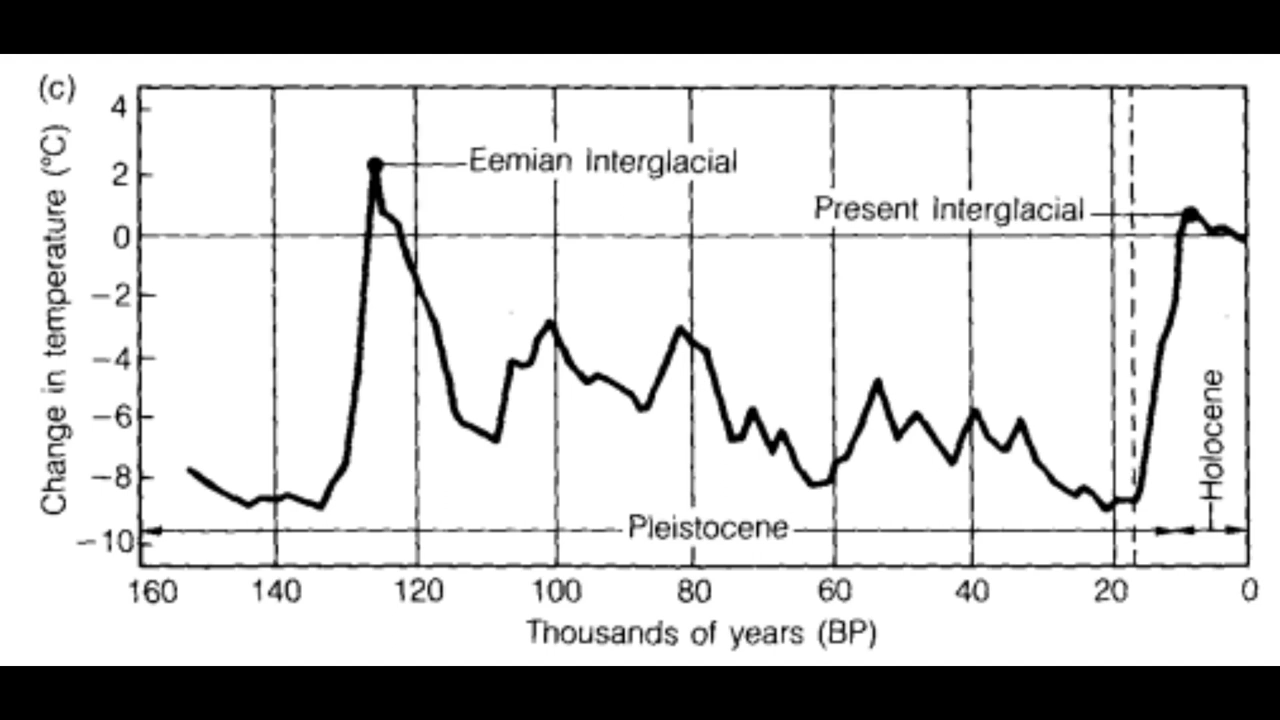 (c)
Change in temperature (°C)
4
2
0
−2
−4
−6
−8
−10
Eemian Interglacial
Present Interglacial
Holocene
Pleistocene
160 140 120 100 80 60 40 20 0
Thousands of years (BP)